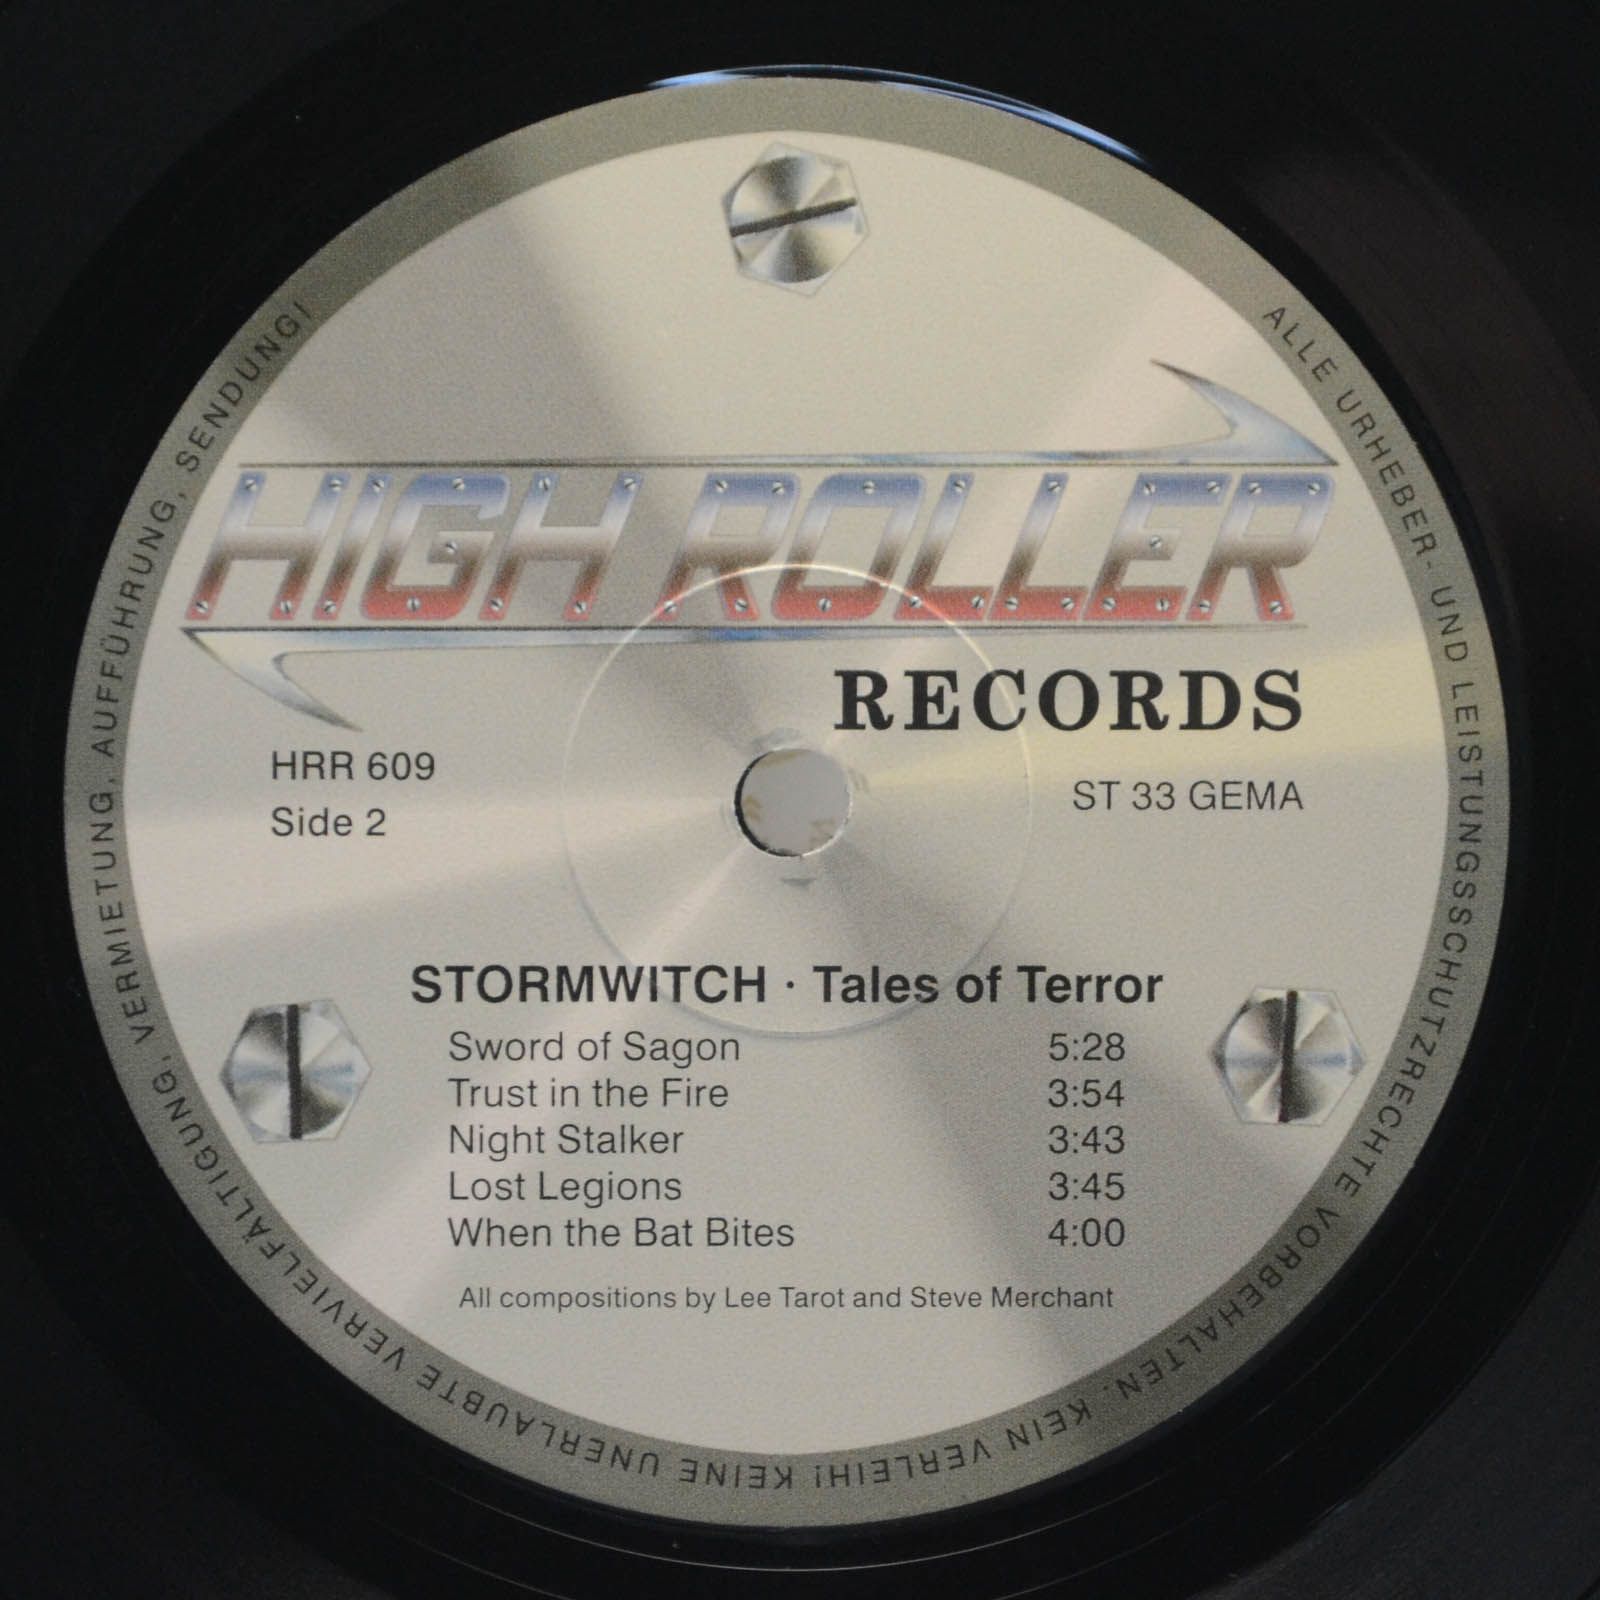 HIGH ROLLER
RECORDS
HRR 609
Side 2
ST 33 GEMA
STORMWITCH · Tales of Terror
Sword of Sagon 5:28
Trust in the Fire 3:54
Night Stalker 3:43
Lost Legions 3:45
When the Bat Bites 4:00
All compositions by Lee Tarot and Steve Merchant
ALLE URHEBER- UND LEISTUNGSSCHUTZRECHTE VORBEHALTEN. KEIN VERLEIH! KEINE UNERLAUBTE VERVIELFÄLTIGUNG, VERMIETUNG, AUFFÜHRUNG, SENDUNG!